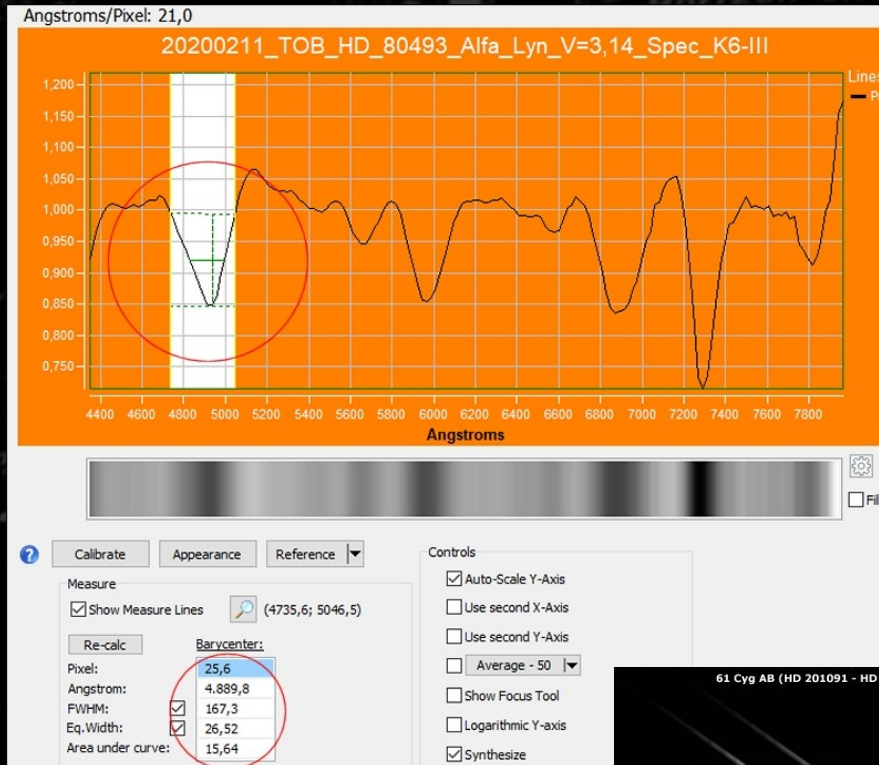 Angstroms/Pixel: 21,0
20200211_TOB_HD_80493_Alfa_Lyn_V=3,14_Spec_K6-III
Lines
1,200
1,150
1,100
1,050
1,000
0,950
0,900
0,850
0,800
0,750
4400 4600 4800 5000 5200 5400 5600 5800 6000 6200 6400 6600 6800 7000 7200 7400 7600 7800
Angstroms
Fil
Calibrate Appearance Reference
Measure
Show Measure Lines (4735,6; 5046,5)
Re-calc Barycenter:
Pixel: 25,6
Angstrom: 4.889,8
FWHM: 167,3
Eq.Width: 26,52
Area under curve: 15,64
Controls
Auto-Scale Y-Axis
Use second X-Axis
Use second Y-Axis
Average - 50
Show Focus Tool
Logarithmic Y-axis
Synthesize
61 Cyg AB (HD 201091 - HD